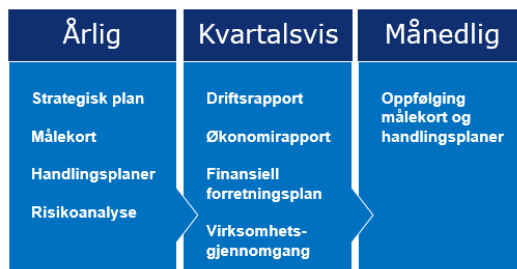 Årlig
Strategisk plan
Målekort
Handlingsplaner
Risikoanalyse
Kvartalsvis
Driftsrapport
Økonomirapport
Finansiell
forretningsplan
Virksomhets-
gjennomgang
Månedlig
Oppfølging
målekort og
handlingsplaner